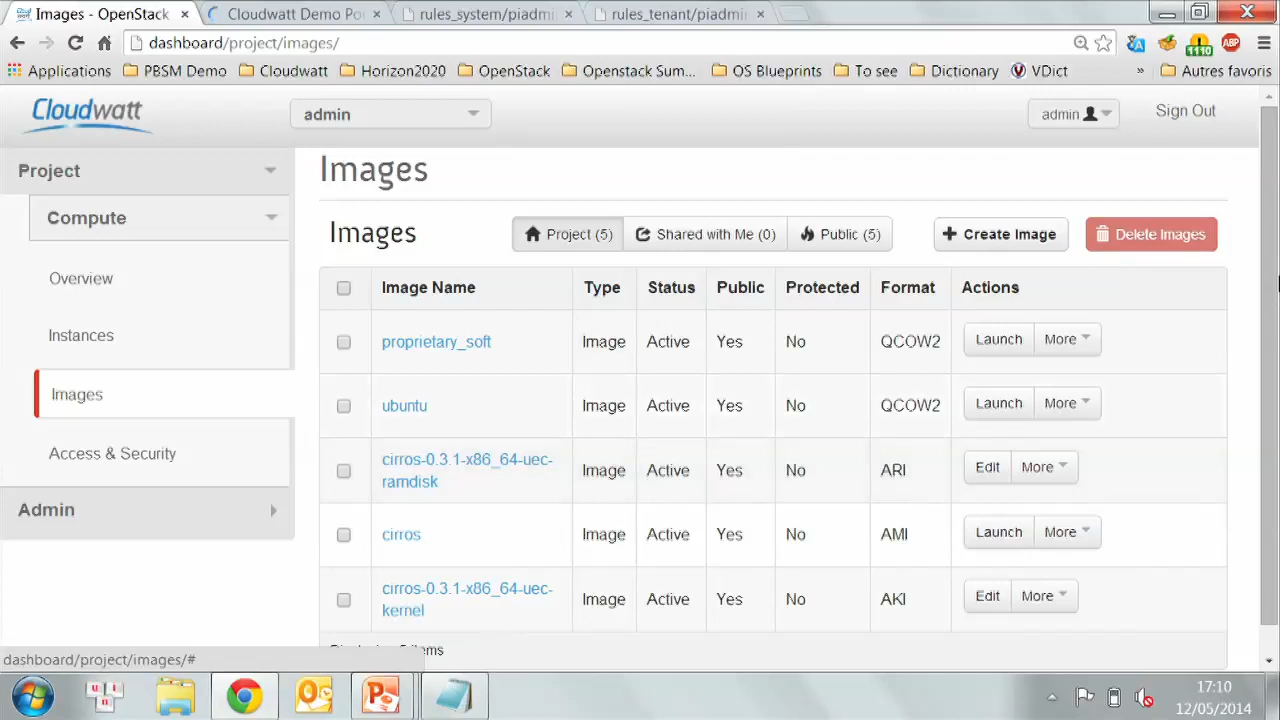 Images - OpenStack
Cloudwatt Demo Po
rules_system/piadm
rules_tenant/piadmi
dashboard/project/images/
1110
ABP
Applications
PBSM Demo
Cloudwatt
Horizon2020
OpenStack
Openstack Sum...
OS Blueprints
To see
Dictionary
VDict
»
Autres favoris
Cloudwatt
admin
admin
Sign Out
Project
Compute
Overview
Instances
Images
Access & Security
Admin
Images
Images
Project (5)
Shared with Me (0)
Public (5)
+ Create Image
Delete Images
Image Name Type Status Public Protected Format Actions
proprietary_soft Image Active Yes No QCOW2 Launch More
ubuntu Image Active Yes No QCOW2 Launch More
cirros-0.3.1-x86_64-uec-
ramdisk Image Active Yes No ARI Edit More
cirros Image Active Yes No AMI Launch More
cirros-0.3.1-x86_64-uec-
kernel Image Active Yes No AKI Edit More
dashboard/project/images/#
17:10
12/05/2014